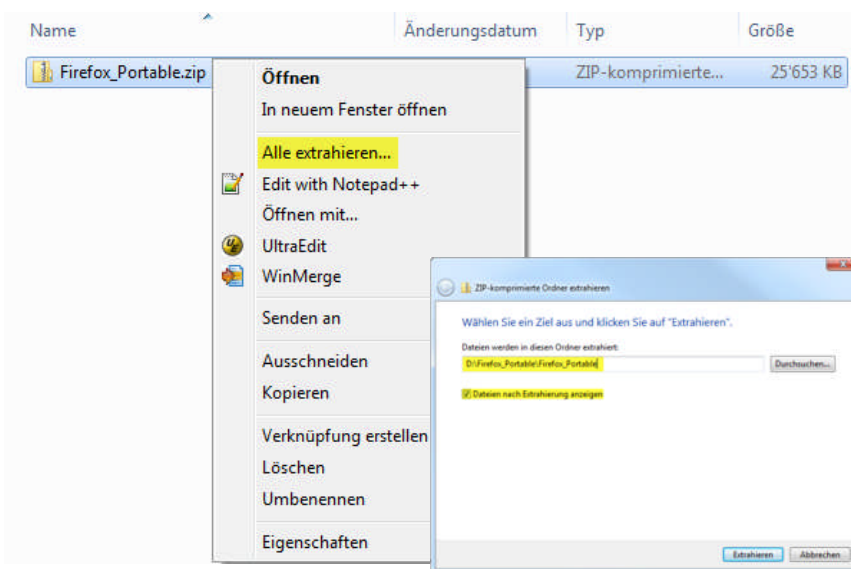 Name Änderungsdatum Typ Größe
Firefox_Portable.zip ZIP-komprimierte... 25'653 KB
Öffnen
In neuem Fenster öffnen
Alle extrahieren...
Edit with Notepad++
Öffnen mit...
UltraEdit
WinMerge
Senden an
Ausschneiden
Kopieren
Verknüpfung erstellen
Löschen
Umbenennen
Eigenschaften
ZIP-komprimierte Ordner extrahieren
Wählen Sie ein Ziel aus und klicken Sie auf "Extrahieren".
Dateien werden in diesen Ordner extrahiert:
D:\Firefox_Portable\Firefox_Portable Durchsuchen...
Dateien nach Extrahierung anzeigen
Extrahieren Abbrechen